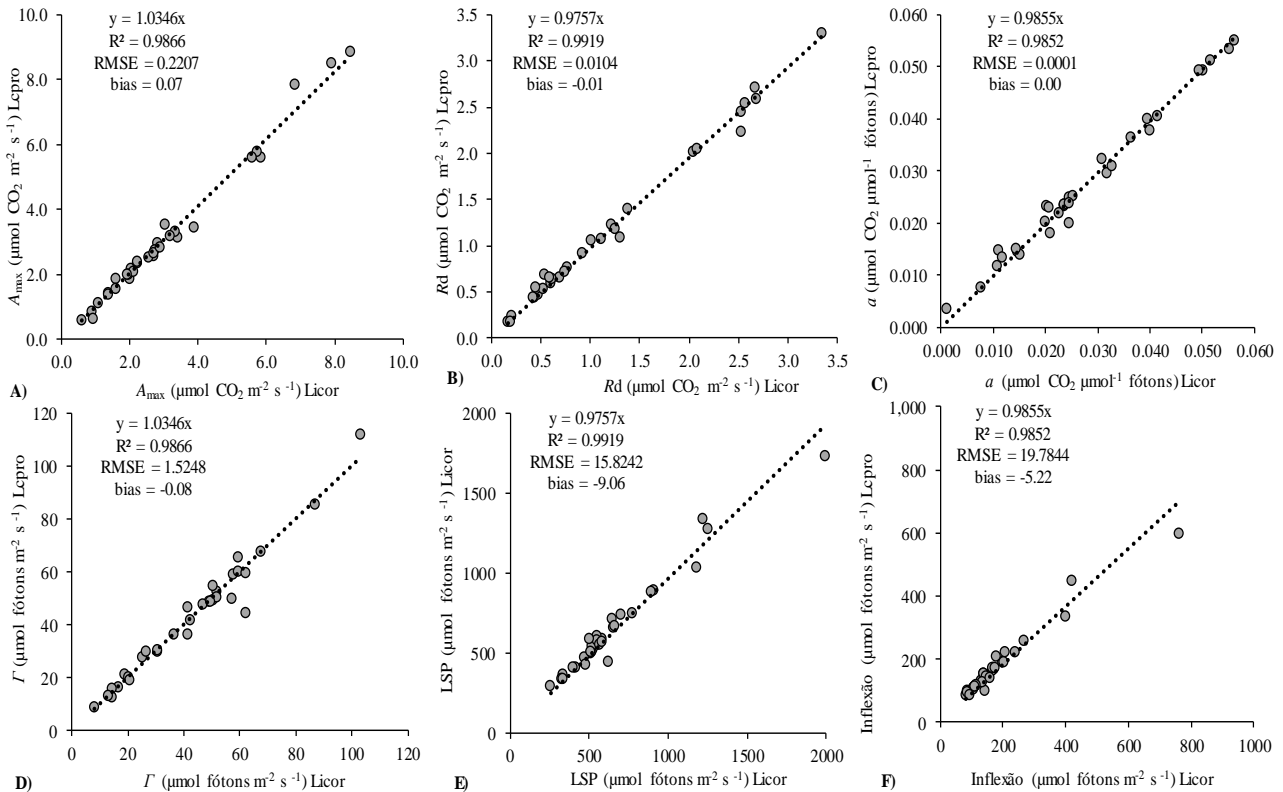 y = 1.0346x
R² = 0.9866
RMSE = 0.2207
bias = 0.07
10.0
8.0
6.0
4.0
2.0
0.0
0.0 2.0 4.0 6.0 8.0 10.0
Amax (µmol CO2 m-2 s-1) Lcpro
Amax (µmol CO2 m-2 s-1) Licor
A)
y = 0.9757x
R² = 0.9919
RMSE = 0.0104
bias = -0.01
3.5
3.0
2.5
2.0
1.5
1.0
0.5
0.0
0.0 0.5 1.0 1.5 2.0 2.5 3.0 3.5
Rd (µmol CO2 m-2 s-1) Lcpro
Rd (µmol CO2 m-2 s-1) Licor
B)
y = 0.9855x
R² = 0.9852
RMSE = 0.0001
bias = 0.00
0.060
0.050
0.040
0.030
0.020
0.010
0.000
0.000 0.010 0.020 0.030 0.040 0.050 0.060
a (µmol CO2 µmol-1 fótons) Lcpro
a (µmol CO2 µmol-1 fótons) Licor
C)
y = 1.0346x
R² = 0.9866
RMSE = 1.5248
bias = -0.08
120
100
80
60
40
20
0
0 20 40 60 80 100 120
Γ (µmol fótons m-2 s-1) Lcpro
Γ (µmol fótons m-2 s-1) Licor
D)
y = 0.9757x
R² = 0.9919
RMSE = 15.8242
bias = -9.06
2000
1500
1000
500
0
0 500 1000 1500 2000
LSP (µmol fótons m-2 s-1) Licor
LSP (µmol fótons m-2 s-1) Licor
E)
y = 0.9855x
R² = 0.9852
RMSE = 19.7844
bias = -5.22
1,000
800
600
400
200
0
0 200 400 600 800 1000
Inflexão (µmol fótons m-2 s-1) Lcpro
Inflexão (µmol fótons m-2 s-1) Licor
F)